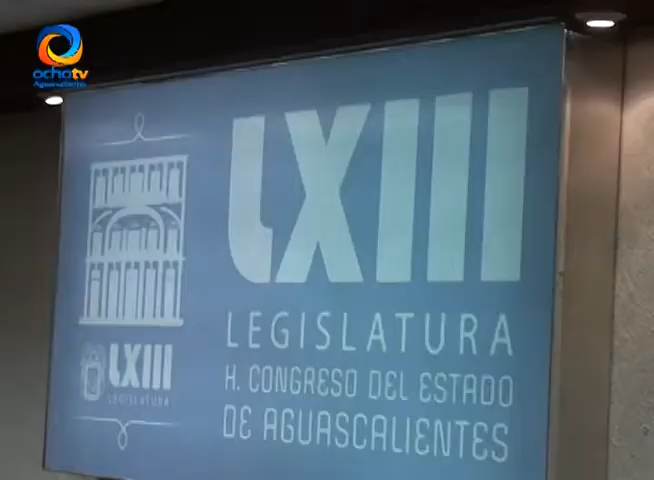 ochotv
Aguascalientes
LXIII
LEGISLATURA
H. CONGRESO DEL ESTADO
DE AGUASCALIENTES
LXIII
LEGISLATURA